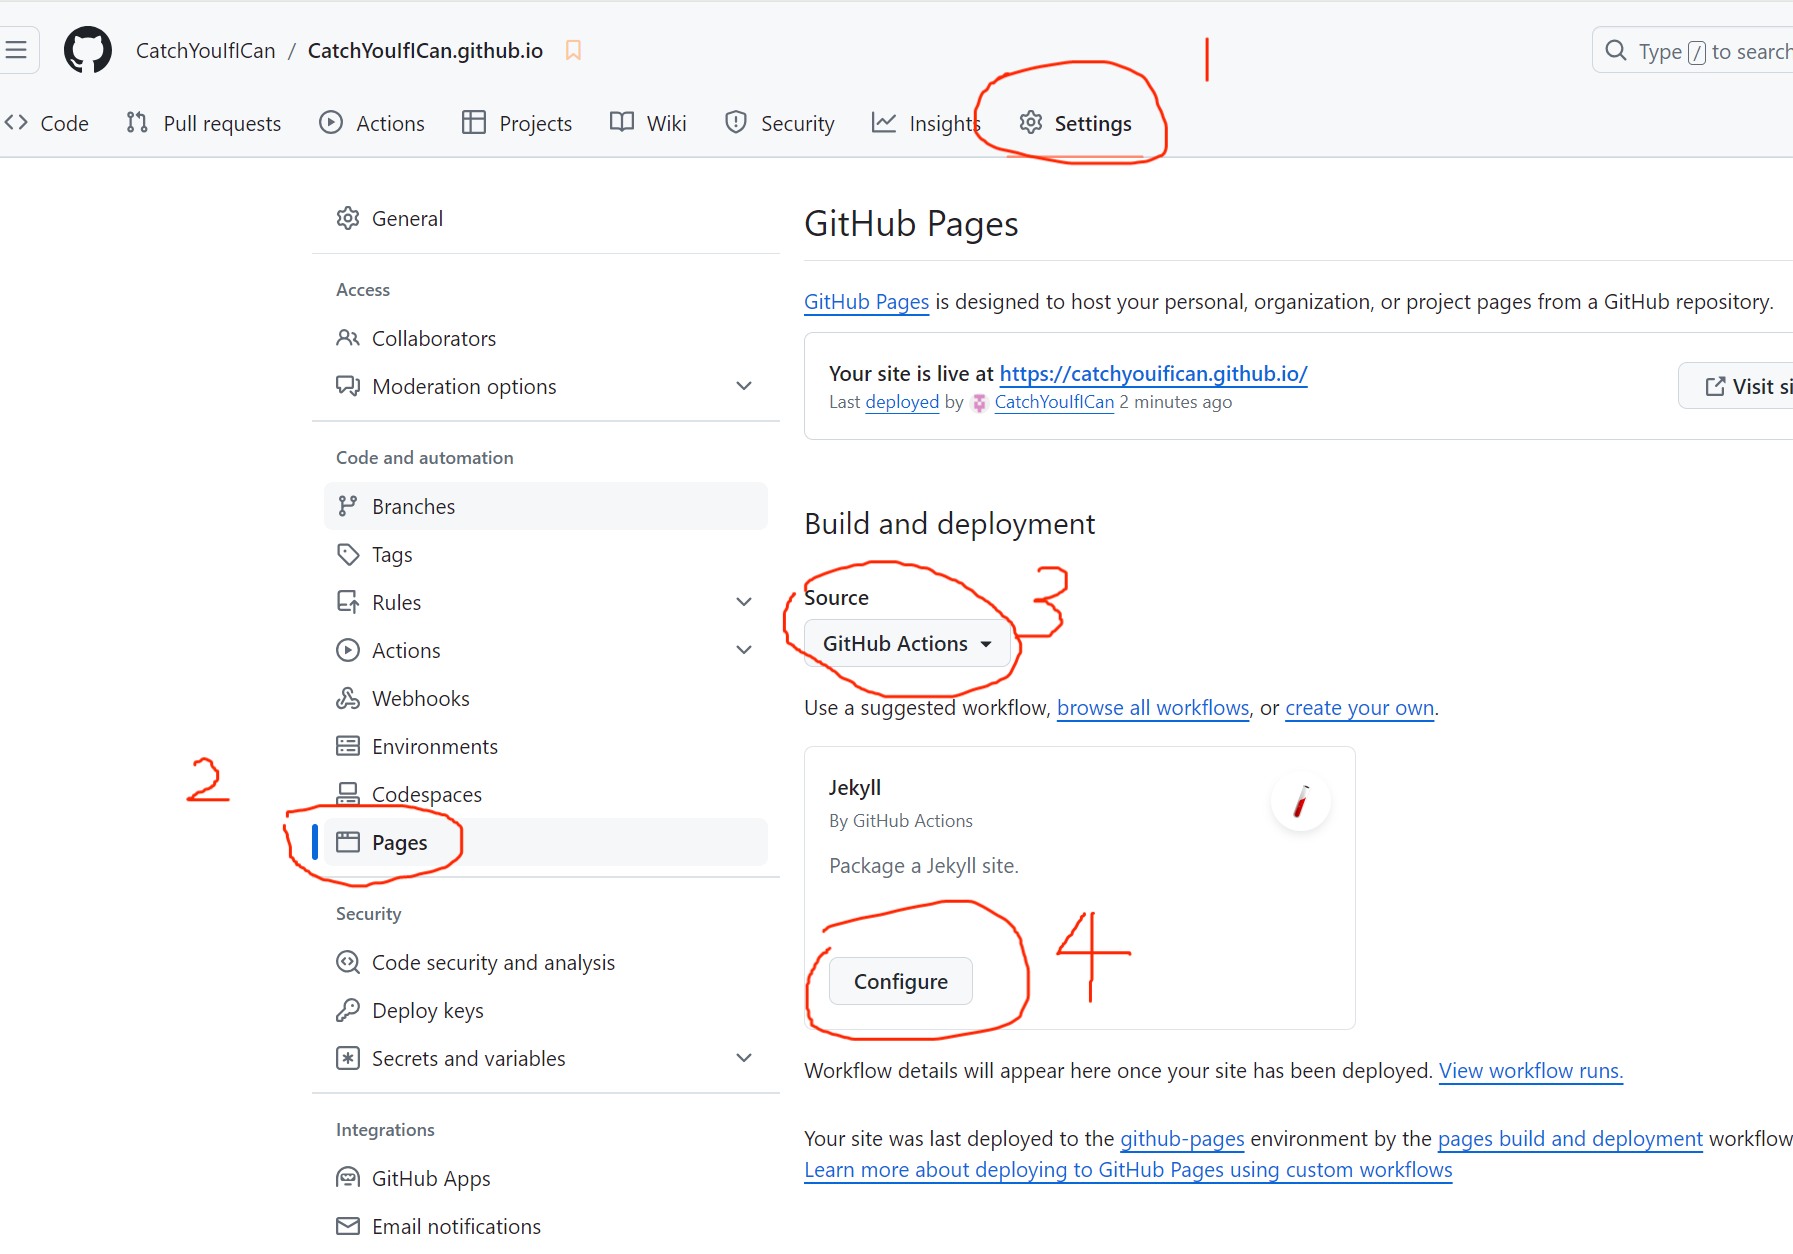 CatchYouIfICan / CatchYouIfICan.github.io
Type / to search
1
Code Pull requests Actions Projects Wiki Security Insights Settings
General
Access
Collaborators
Moderation options
Code and automation
Branches
Tags
Rules
Actions
Webhooks
Environments
2
Codespaces
Pages
Security
Code security and analysis
Deploy keys
Secrets and variables
Integrations
GitHub Apps
Email notifications
GitHub Pages
GitHub Pages is designed to host your personal, organization, or project pages from a GitHub repository.
Your site is live at https://catchyouifican.github.io/
Last deployed by CatchYouIfICan 2 minutes ago
Visit si
Build and deployment
Source
3
GitHub Actions
Use a suggested workflow, browse all workflows, or create your own.
Jekyll
By GitHub Actions
Package a Jekyll site.
4
Configure
Workflow details will appear here once your site has been deployed. View workflow runs.
Your site was last deployed to the github-pages environment by the pages build and deployment workflow
Learn more about deploying to GitHub Pages using custom workflows